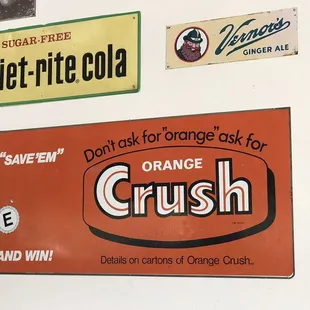 SUGAR-FREE
iet-rite cola
Vernor's
GINGER ALE
"SAVE'EM"
E
AND WIN!
Don't ask for "orange" ask for
ORANGE
Crush
Details on cartons of Orange Crush